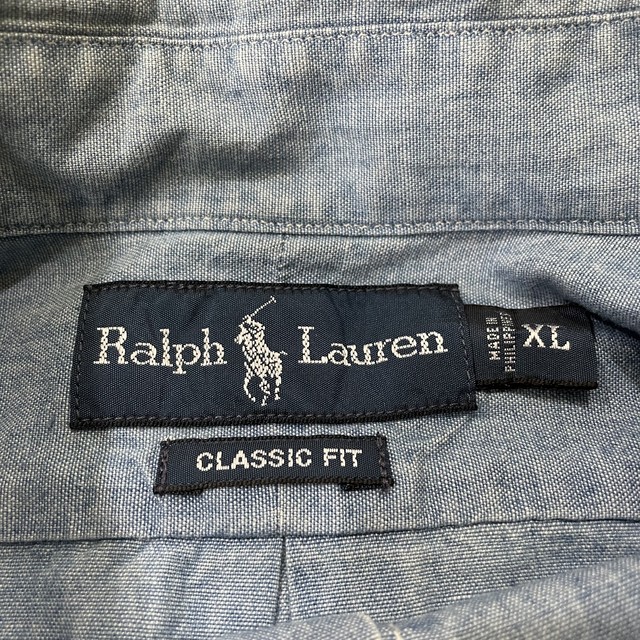 Ralph Lauren
MADE IN
PHILIPPINES
XL
CLASSIC FIT